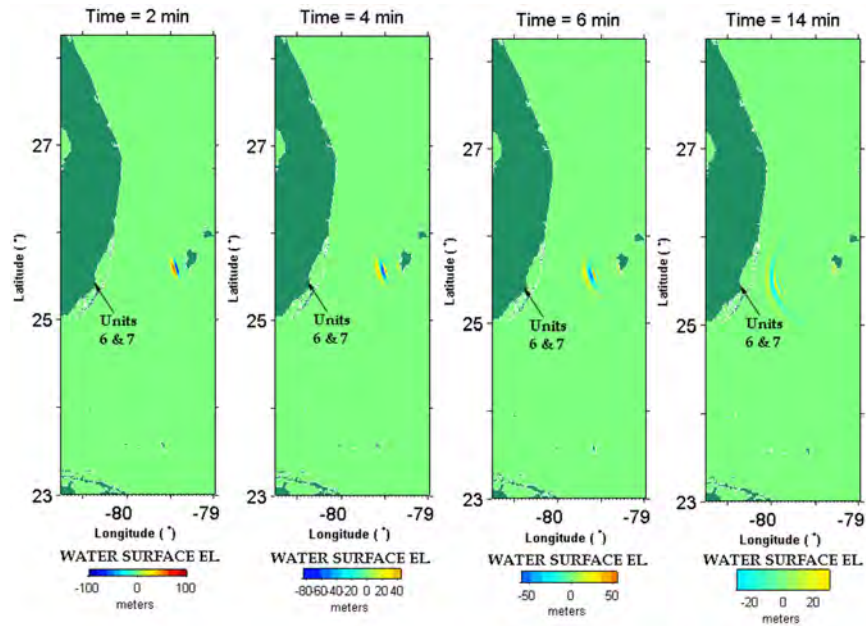 Time = 2 min
Time = 4 min
Time = 6 min
Time = 14 min
27
26
25
23
Latitude ( °)
Units
6 & 7
-80
-79
Longitude ( °)
27
26
25
23
Latitude ( °)
Units
6 & 7
-80
-79
Longitude ( °)
27
26
25
23
Latitude ( °)
Units
6 & 7
-80
-79
Longitude ( °)
27
26
25
23
Latitude ( °)
Units
6 & 7
-80
-79
Longitude ( °)
WATER SURFACE EL.
-100 0 100
meters
WATER SURFACE EL.
-80-60-40-20 0 20 40
meters
WATER SURFACE EL.
-50 0 50
meters
WATER SURFACE EL.
-20 0 20
meters